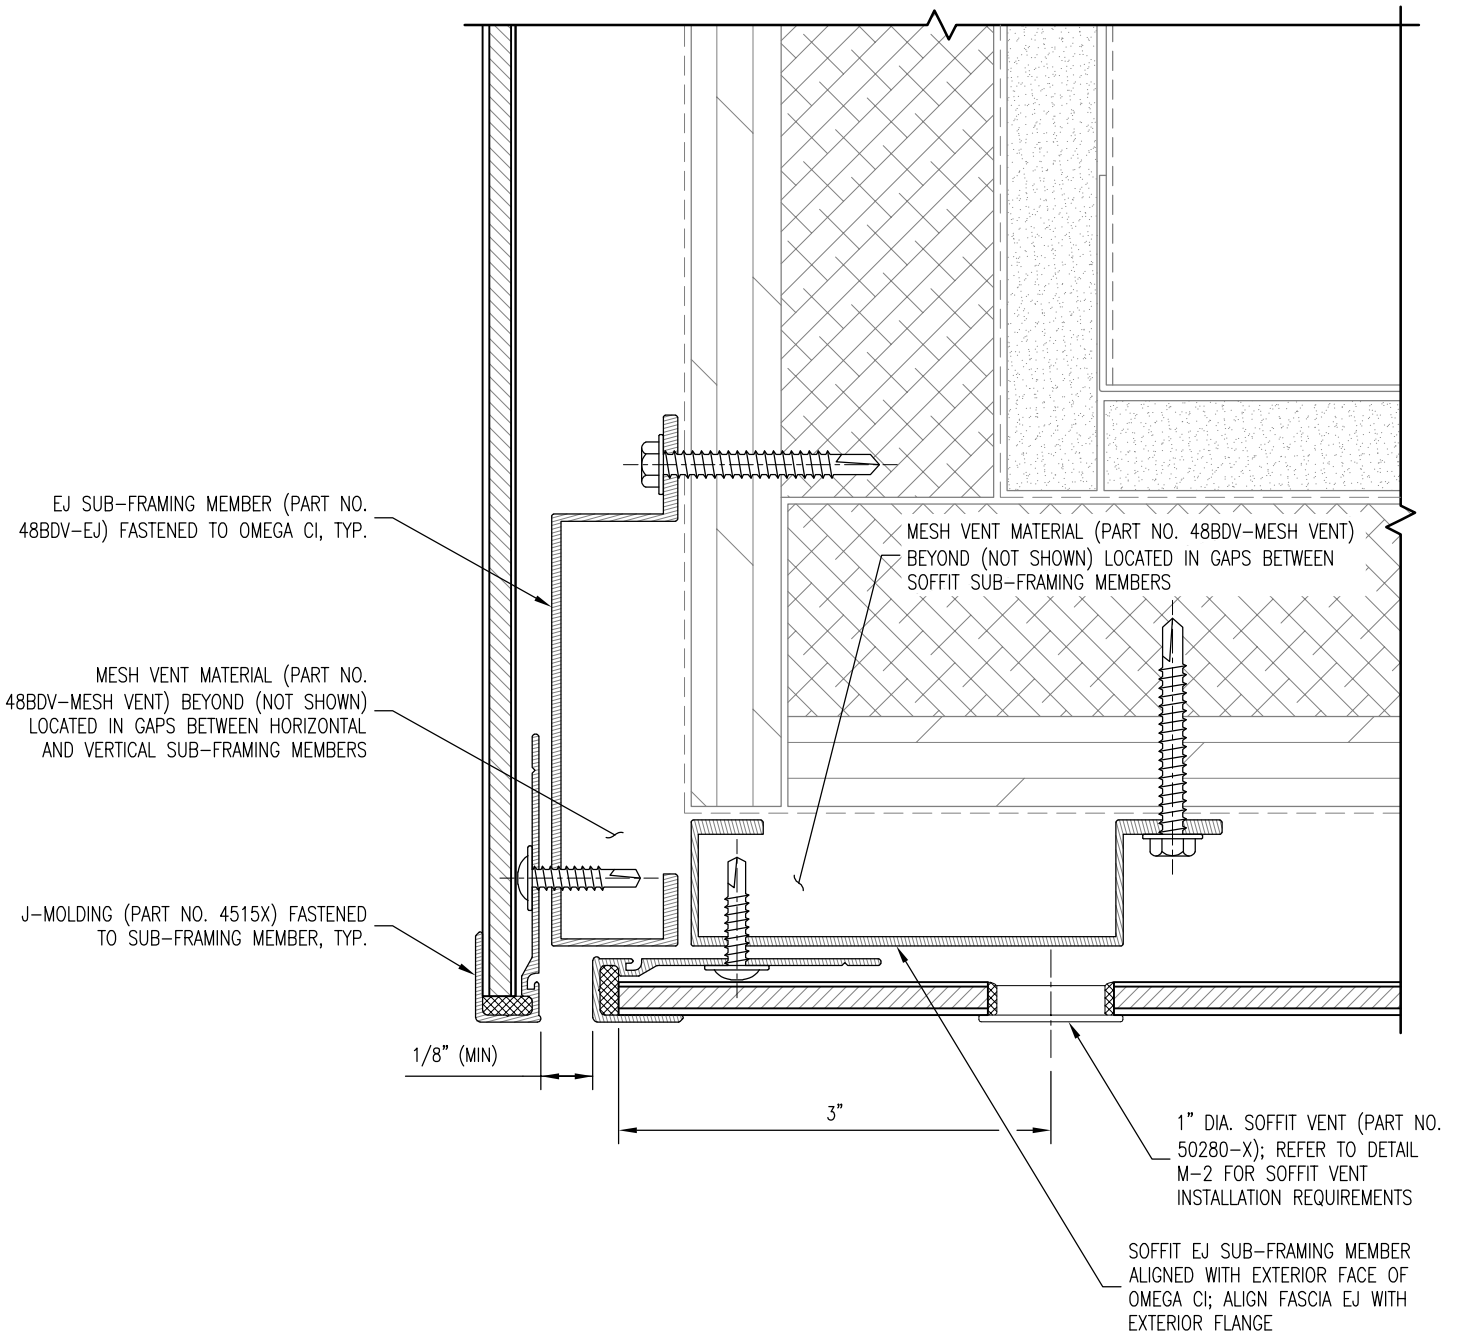 EJ SUB-FRAMING MEMBER (PART NO.
48BDV-EJ) FASTENED TO OMEGA CI, TYP.
MESH VENT MATERIAL (PART NO. 48BDV-MESH VENT)
BEYOND (NOT SHOWN) LOCATED IN GAPS BETWEEN
SOFFIT SUB-FRAMING MEMBERS
MESH VENT MATERIAL (PART NO.
48BDV-MESH VENT) BEYOND (NOT SHOWN)
LOCATED IN GAPS BETWEEN HORIZONTAL
AND VERTICAL SUB-FRAMING MEMBERS
J-MOLDING (PART NO. 4515X) FASTENED
TO SUB-FRAMING MEMBER, TYP.
1/8" (MIN)
3"
1" DIA. SOFFIT VENT (PART NO.
50280-X); REFER TO DETAIL
M-2 FOR SOFFIT VENT
INSTALLATION REQUIREMENTS
SOFFIT EJ SUB-FRAMING MEMBER
ALIGNED WITH EXTERIOR FACE OF
OMEGA CI; ALIGN FASCIA EJ WITH
EXTERIOR FLANGE